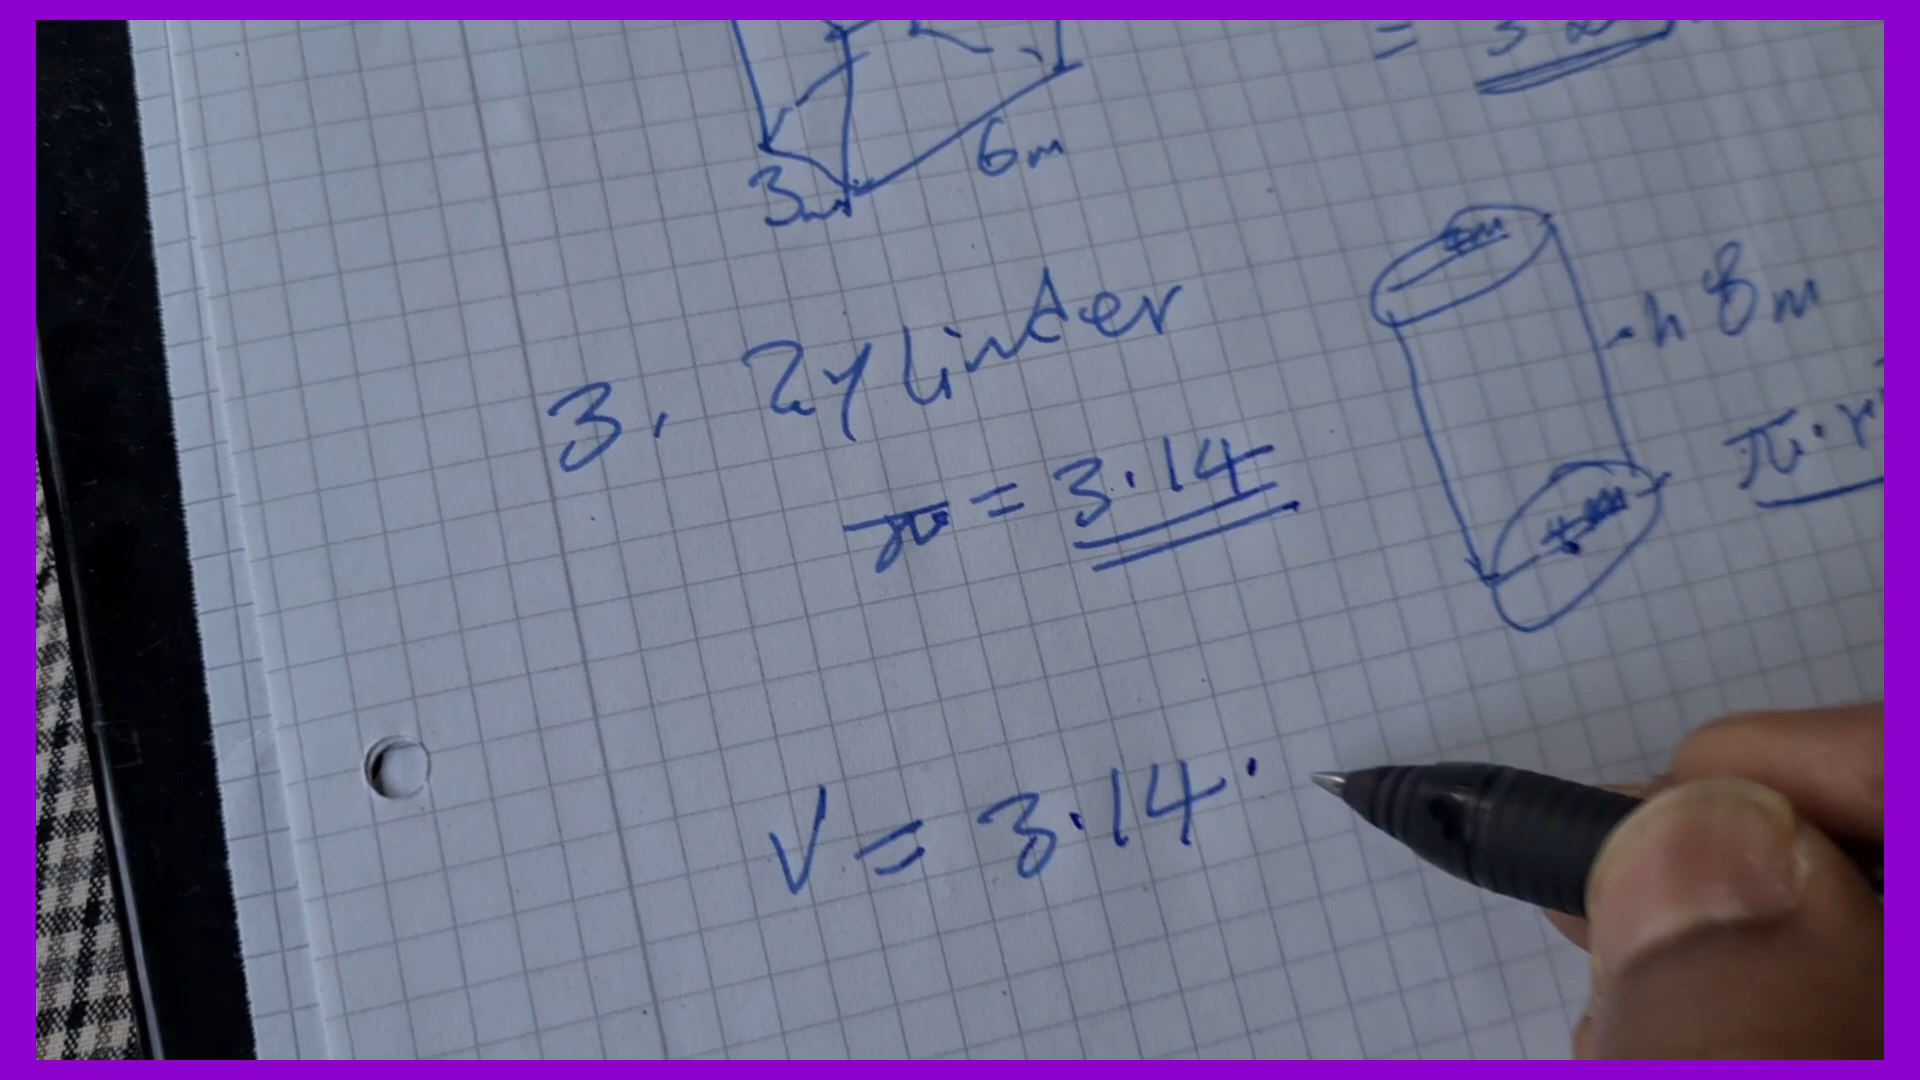 3m
6m
3. Zylinder
π = 3.14
h 8m
π · r
V = 3.14 ·